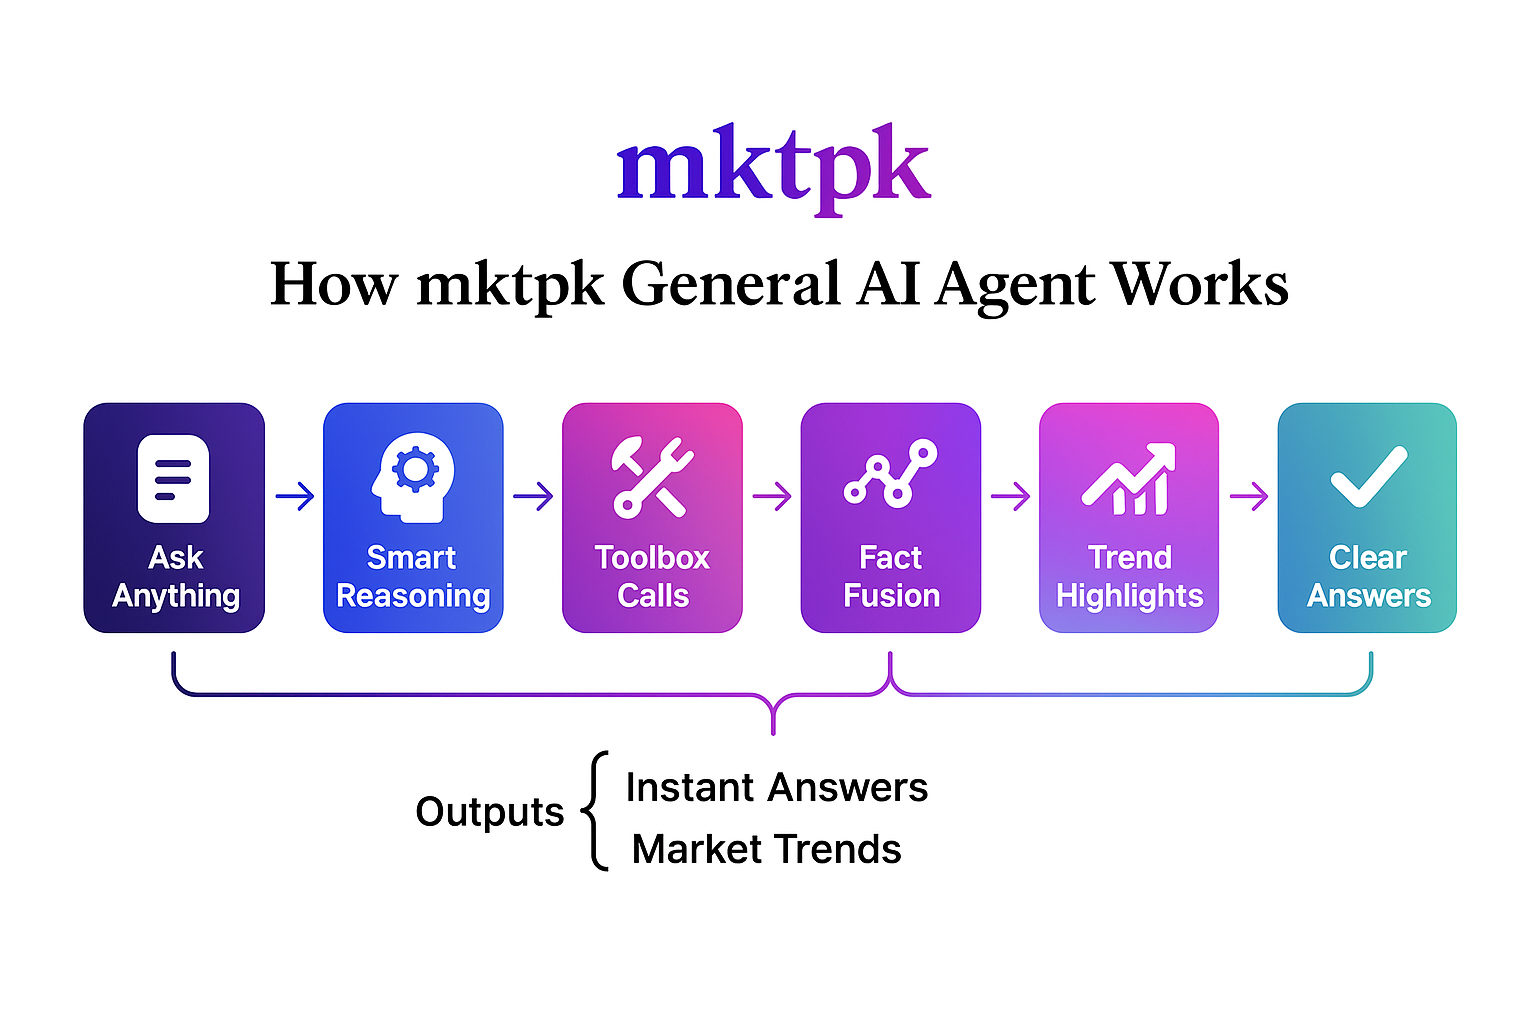 mktpk
How mktpk General AI Agent Works
Ask
Anything
Smart
Reasoning
Toolbox
Calls
Fact
Fusion
Trend
Highlights
Clear
Answers
Outputs
Instant Answers
Market Trends